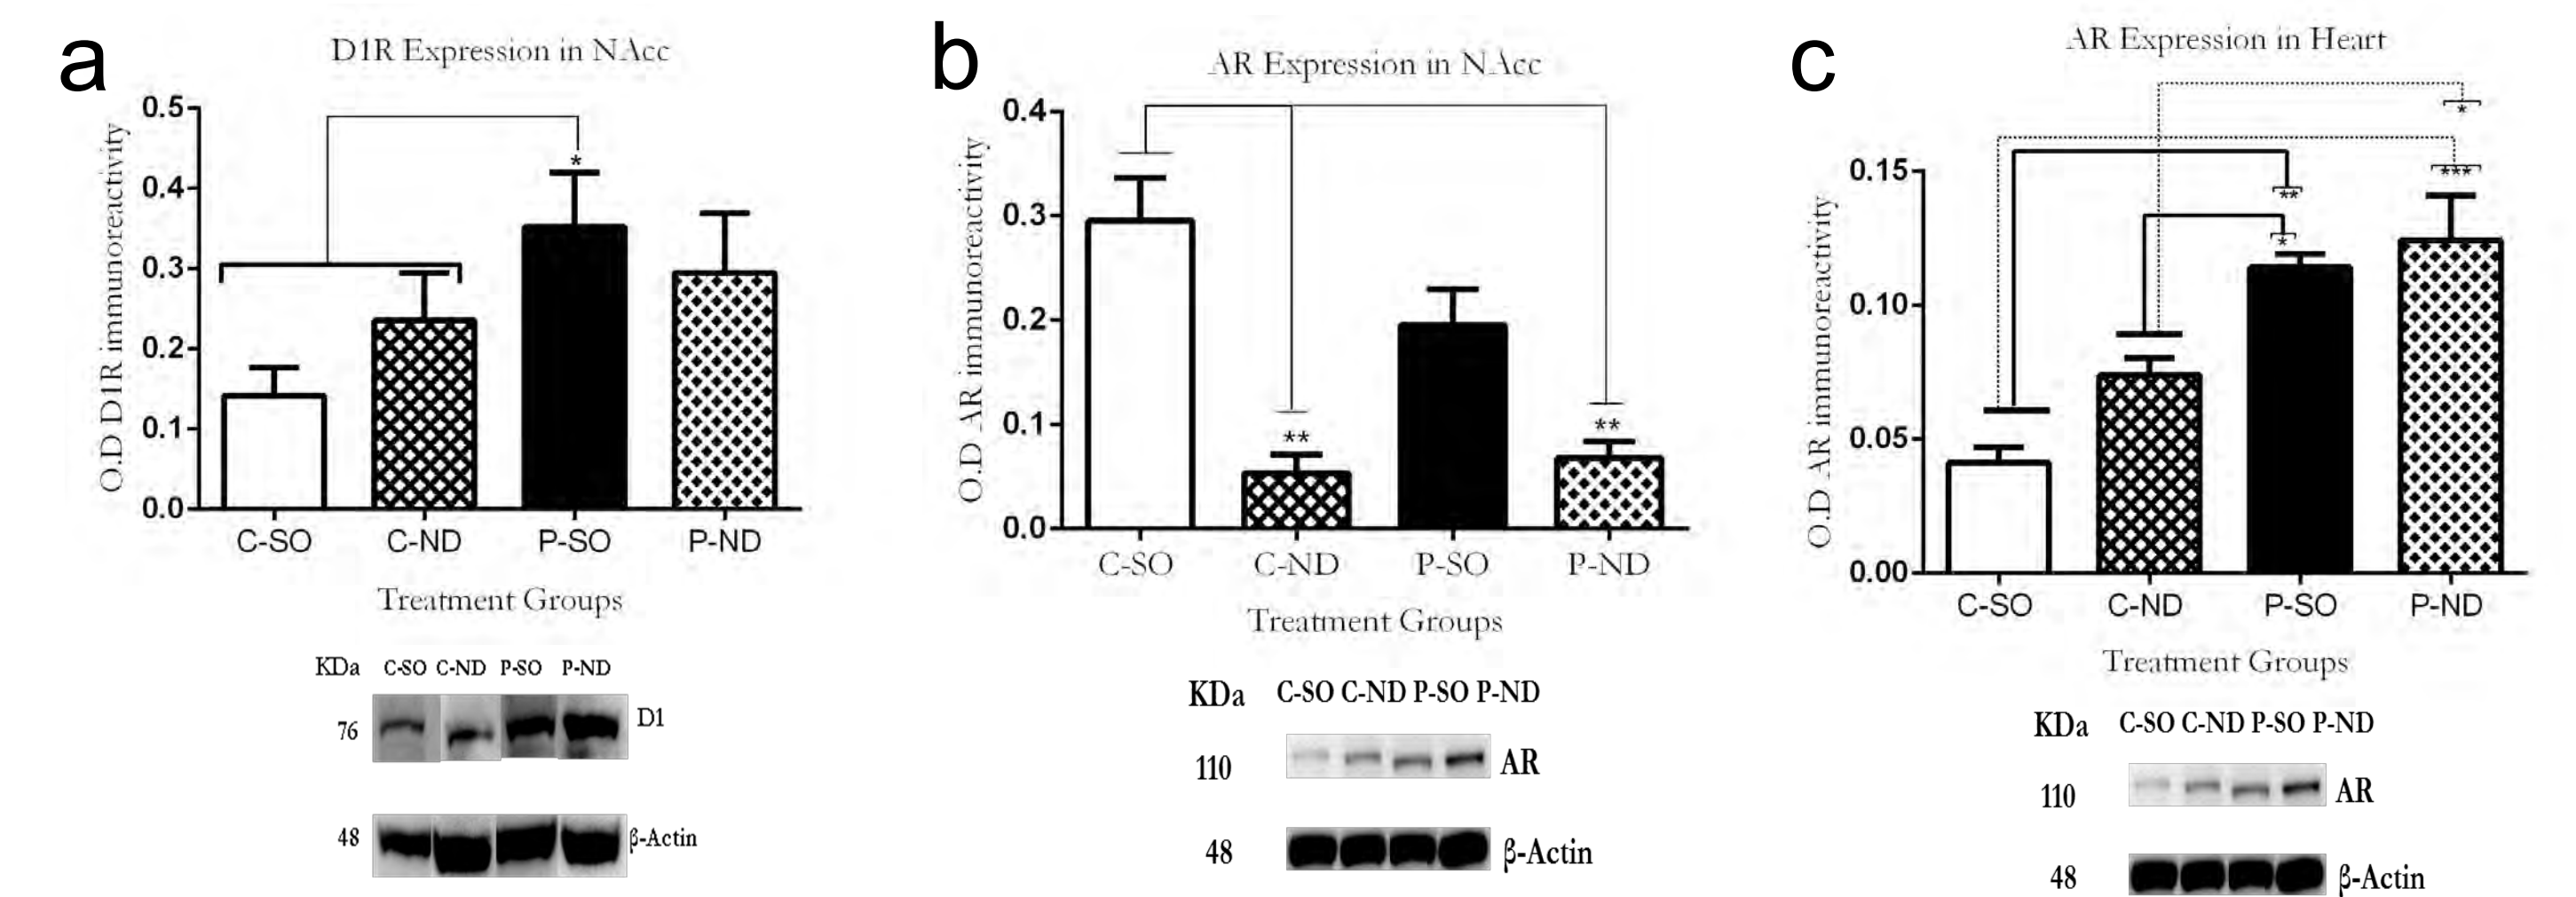 a
D1R Expression in NAcc
O.D D1R immunoreactivity
0.5
0.4
0.3
0.2
0.1
0.0
*
C-SO C-ND P-SO P-ND
Treatment Groups
KDa C-SO C-ND P-SO P-ND
76 D1
48 β-Actin
b
AR Expression in NAcc
O.D AR immunoreactivity
0.4
0.3
0.2
0.1
0.0
** **
C-SO C-ND P-SO P-ND
Treatment Groups
KDa C-SO C-ND P-SO P-ND
110 AR
48 β-Actin
c
AR Expression in Heart
O.D AR immunoreactivity
0.15
0.10
0.05
0.00
*
***
**
*
C-SO C-ND P-SO P-ND
Treatment Groups
KDa C-SO C-ND P-SO P-ND
110 AR
48 β-Actin